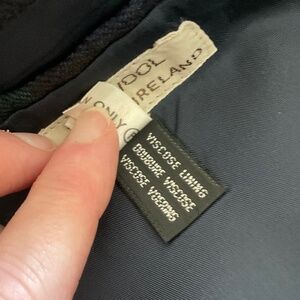 WOOL
IRELAND
N ONLY
VISCOSE LINING
DOUBLURE VISCOSE
VISCOSE VOERING